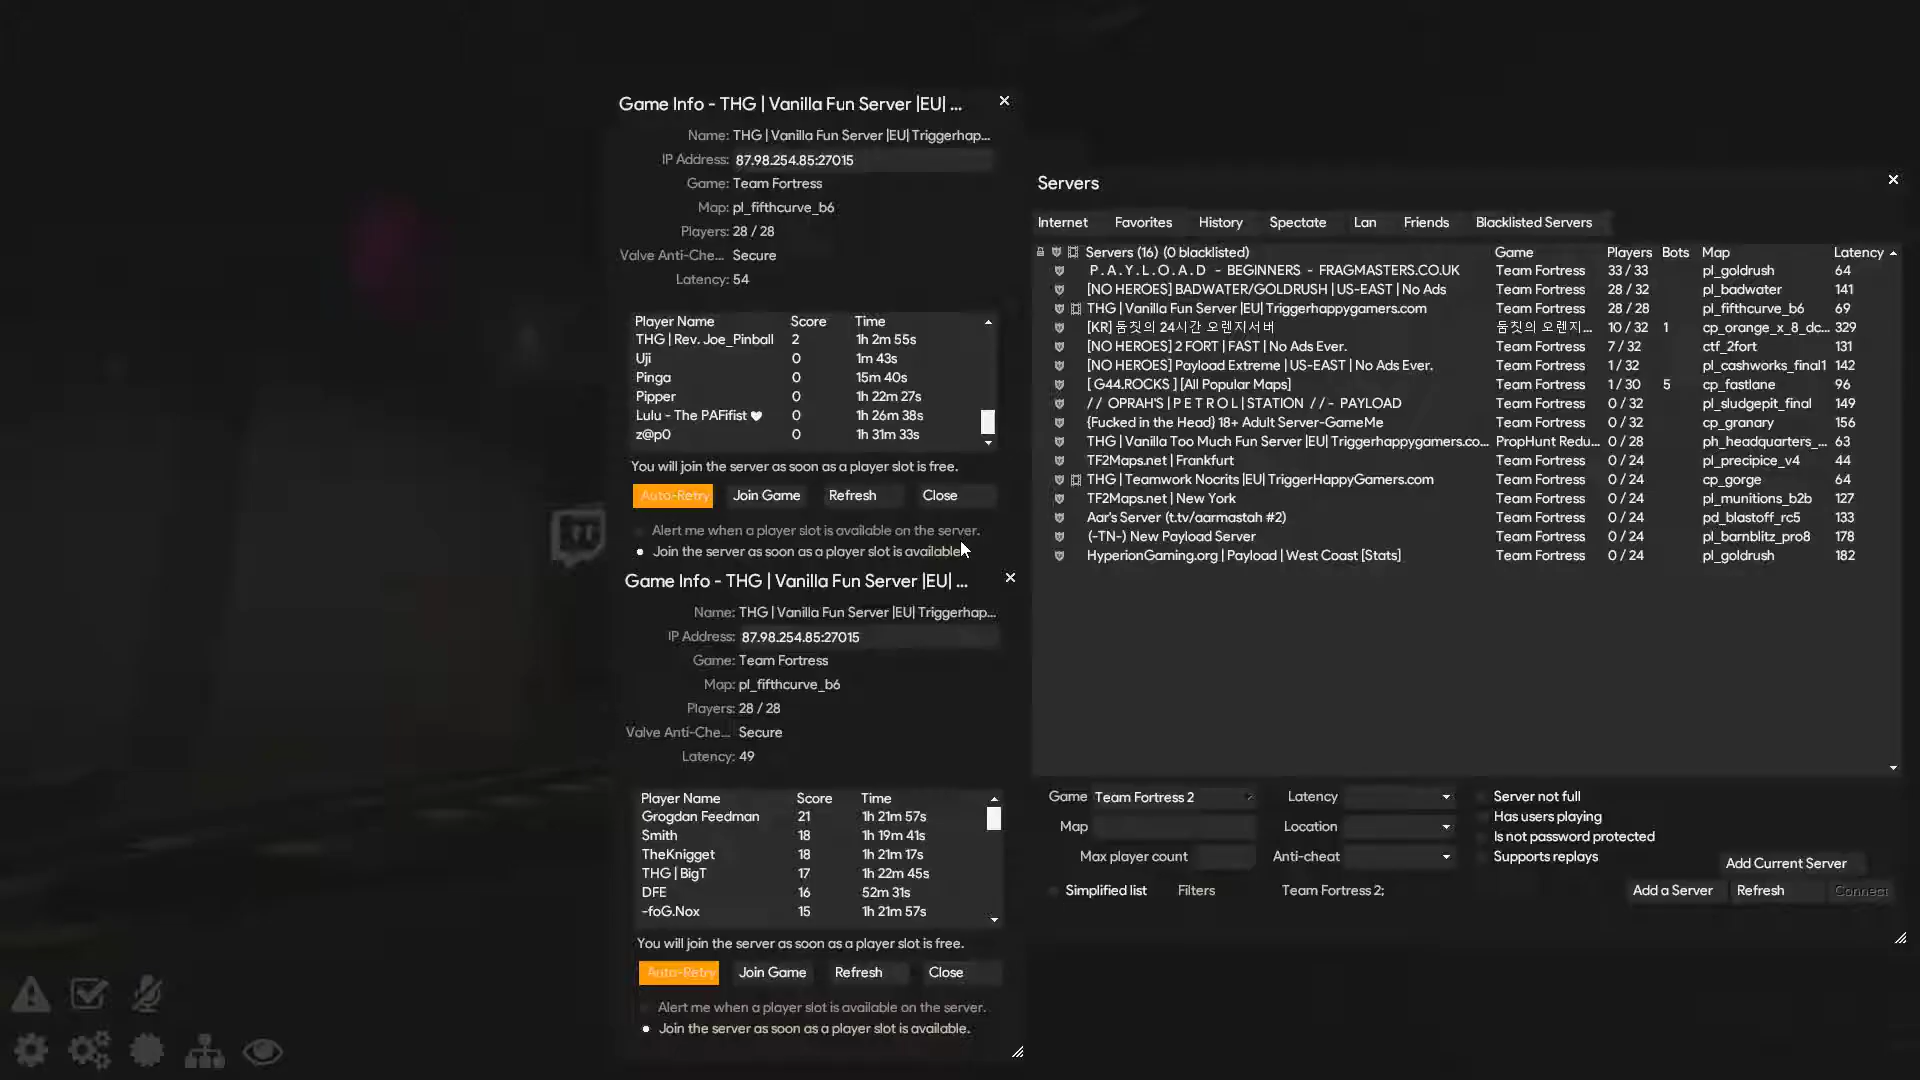 Game Info - THG | Vanilla Fun Server |EU| ...
Name: THG | Vanilla Fun Server |EU| Triggerhap...
IP Address: 87.98.254.85:27015
Game: Team Fortress
Map: pl_fifthcurve_b6
Players: 28 / 28
Valve Anti-Che... Secure
Latency: 54
Player Name Score Time
THG | Rev. Joe_Pinball 2 1h 2m 55s
Uji 0 1m 43s
Pinga 0 15m 40s
Pipper 0 1h 22m 27s
Lulu - The PAFifist ♥ 0 1h 26m 38s
z@p0 0 1h 31m 33s
You will join the server as soon as a player slot is free.
Auto-Retry Join Game Refresh Close
Alert me when a player slot is available on the server.
Join the server as soon as a player slot is available.
Game Info - THG | Vanilla Fun Server |EU| ...
Name: THG | Vanilla Fun Server |EU| Triggerhap...
IP Address: 87.98.254.85:27015
Game: Team Fortress
Map: pl_fifthcurve_b6
Players: 28 / 28
Valve Anti-Che... Secure
Latency: 49
Player Name Score Time
Grogdan Feedman 21 1h 21m 57s
Smith 18 1h 19m 41s
TheKnigget 18 1h 21m 17s
THG | BigT 17 1h 22m 45s
DFE 16 52m 31s
-foG.Nox 15 1h 21m 57s
You will join the server as soon as a player slot is free.
Auto-Retry Join Game Refresh Close
Alert me when a player slot is available on the server.
Join the server as soon as a player slot is available.
Servers
Internet Favorites History Spectate Lan Friends Blacklisted Servers
Servers (16) (0 blacklisted) Game Players Bots Map Latency
P . A . Y . L . O . A . D - BEGINNERS - FRAGMASTERS.CO.UK Team Fortress 33 / 33 pl_goldrush 64
[NO HEROES] BADWATER/GOLDRUSH | US-EAST | No Ads Team Fortress 28 / 32 pl_badwater 141
THG | Vanilla Fun Server |EU| Triggerhappygamers.com Team Fortress 28 / 28 pl_fifthcurve_b6 69
[KR] 둠칫의 24시간 오렌지서버 둠칫의 오렌지... 10 / 32 1 cp_orange_x_8_dc... 329
[NO HEROES] 2 FORT | FAST | No Ads Ever. Team Fortress 7 / 32 ctf_2fort 131
[NO HEROES] Payload Extreme | US-EAST | No Ads Ever. Team Fortress 1 / 32 pl_cashworks_final1 142
[ G44.ROCKS ] [All Popular Maps] Team Fortress 1 / 30 5 cp_fastlane 96
// OPRAH'S | P E T R O L | STATION //- PAYLOAD Team Fortress 0 / 32 pl_sludgepit_final 149
{Fucked in the Head} 18+ Adult Server-GameMe Team Fortress 0 / 32 cp_granary 156
THG | Vanilla Too Much Fun Server |EU| Triggerhappygamers.co... PropHunt Redu... 0 / 28 ph_headquarters_... 63
TF2Maps.net | Frankfurt Team Fortress 0 / 24 pl_precipice_v4 44
THG | Teamwork Nocrits |EU| TriggerHappyGamers.com Team Fortress 0 / 24 cp_gorge 64
TF2Maps.net | New York Team Fortress 0 / 24 pl_munitions_b2b 127
Aar's Server (t.tv/aarmastah #2) Team Fortress 0 / 24 pd_blastoff_rc5 133
(-TN-) New Payload Server Team Fortress 0 / 24 pl_barnblitz_pro8 178
HyperionGaming.org | Payload | West Coast [Stats] Team Fortress 0 / 24 pl_goldrush 182
Game Team Fortress 2 Latency Server not full
Has users playing
Map Location Is not password protected
Max player count Anti-cheat Supports replays
Add Current Server
Simplified list Filters Team Fortress 2; Add a Server Refresh Connect